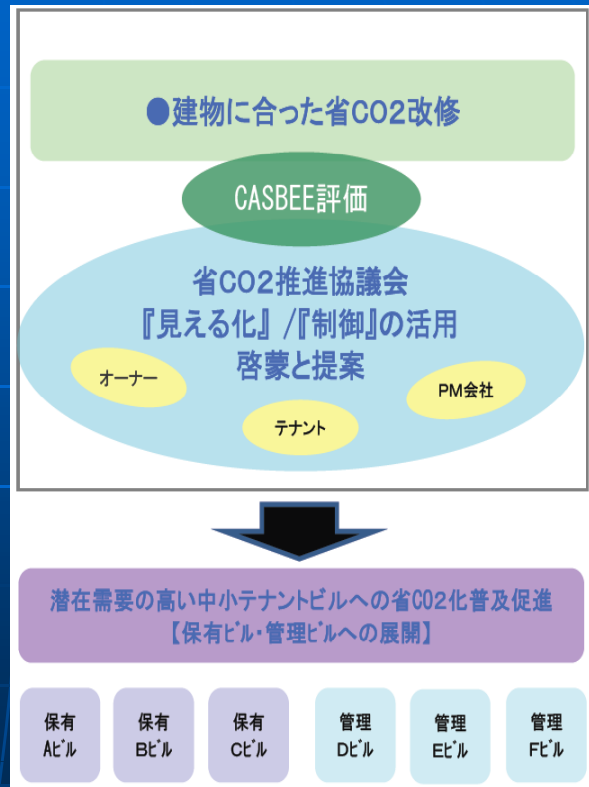 ●建物に合った省CO2改修
CASBEE評価
省CO2推進協議会
『見える化』/『制御』の活用
啓蒙と提案
オーナー
テナント
PM会社
潜在需要の高い中小テナントビルへの省CO2化普及促進
【保有ﾋﾞﾙ・管理ﾋﾞﾙへの展開】
保有
Aﾋﾞﾙ
保有
Bﾋﾞﾙ
保有
Cﾋﾞﾙ
管理
Dﾋﾞﾙ
管理
Eﾋﾞﾙ
管理
Fﾋﾞﾙ